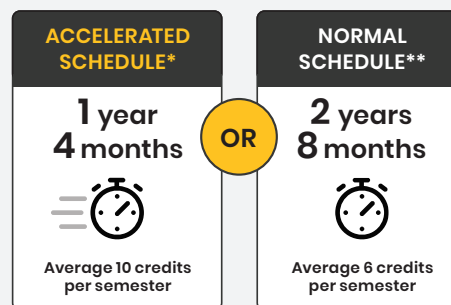 ACCELERATED
SCHEDULE*
1 year
4 months
Average 10 credits
per semester
OR
NORMAL
SCHEDULE**
2 years
8 months
Average 6 credits
per semester